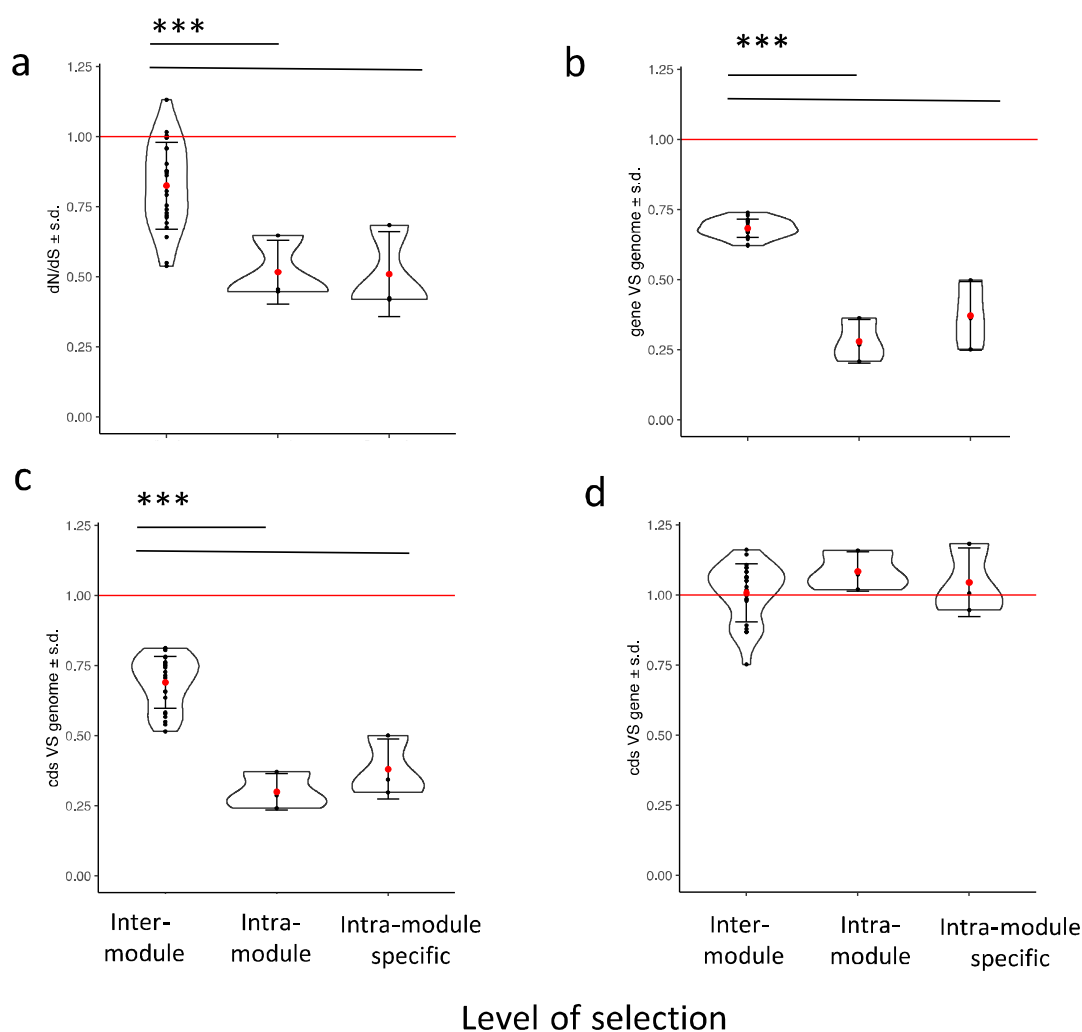 ***
a
1.25
1.00
0.75
0.50
0.25
0.00
dN/dS ± s.d.
***
b
1.25
1.00
0.75
0.50
0.25
0.00
gene VS genome ± s.d.
c
***
1.25
1.00
0.75
0.50
0.25
0.00
cds VS genome ± s.d.
Inter-
module
Intra-
module
Intra-module
specific
d
1.25
1.00
0.75
0.50
0.25
0.00
cds VS gene ± s.d.
Inter-
module
Intra-
module
Intra-module
specific
Level of selection